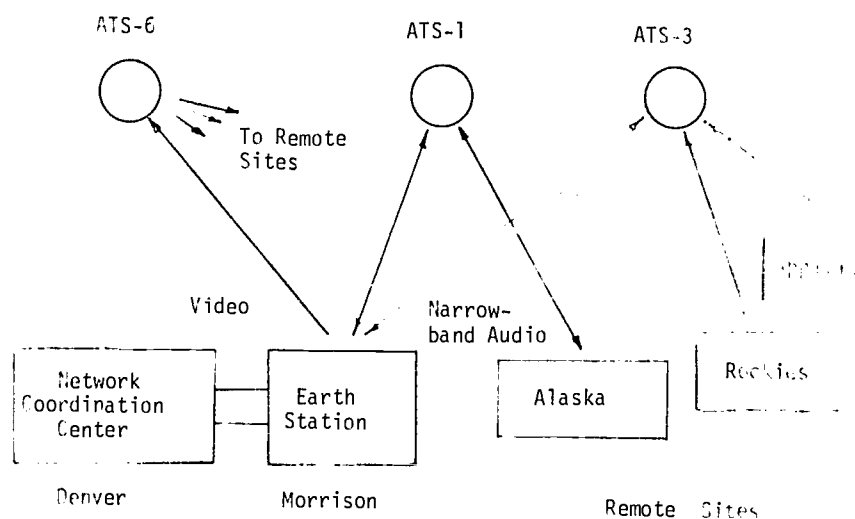 ATS-6
ATS-1
ATS-3
To Remote
Sites
Video
Narrow-
band Audio
Network
Coordination
Center
Earth
Station
Alaska
Rockies
Denver
Morrison
Remote Sites